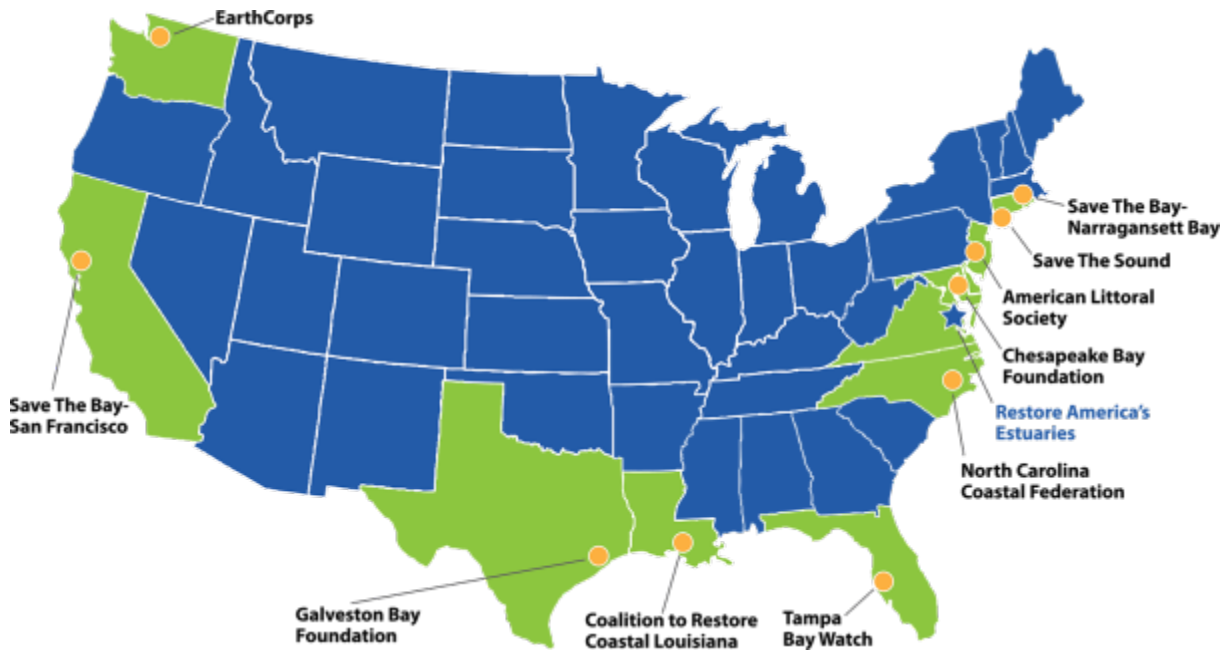 EarthCorps
Save The Bay-
Narragansett Bay
Save The Sound
American Littoral
Society
Chesapeake Bay
Foundation
Restore America's
Estuaries
North Carolina
Coastal Federation
Save The Bay-
San Francisco
Galveston Bay
Foundation
Coalition to Restore
Coastal Louisiana
Tampa
Bay Watch